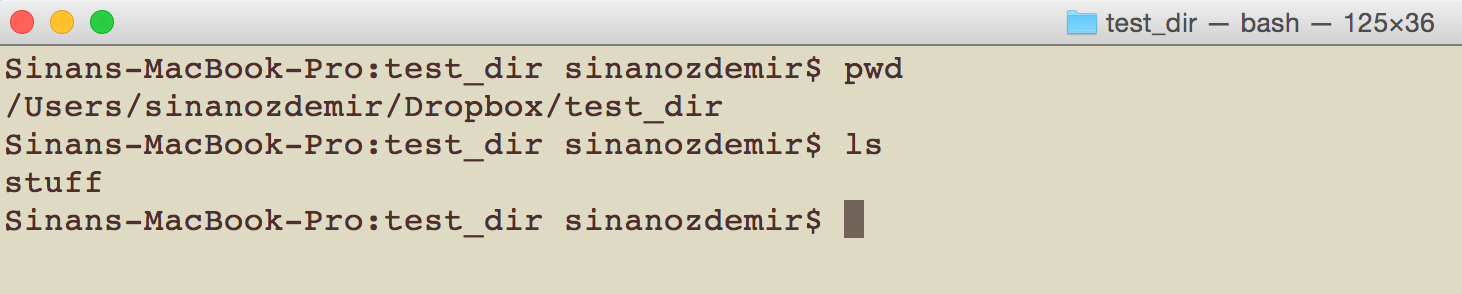 test_dir — bash — 125×36
Sinans-MacBook-Pro:test_dir sinanozdemir$ pwd
/Users/sinanozdemir/Dropbox/test_dir
Sinans-MacBook-Pro:test_dir sinanozdemir$ ls
stuff
Sinans-MacBook-Pro:test_dir sinanozdemir$